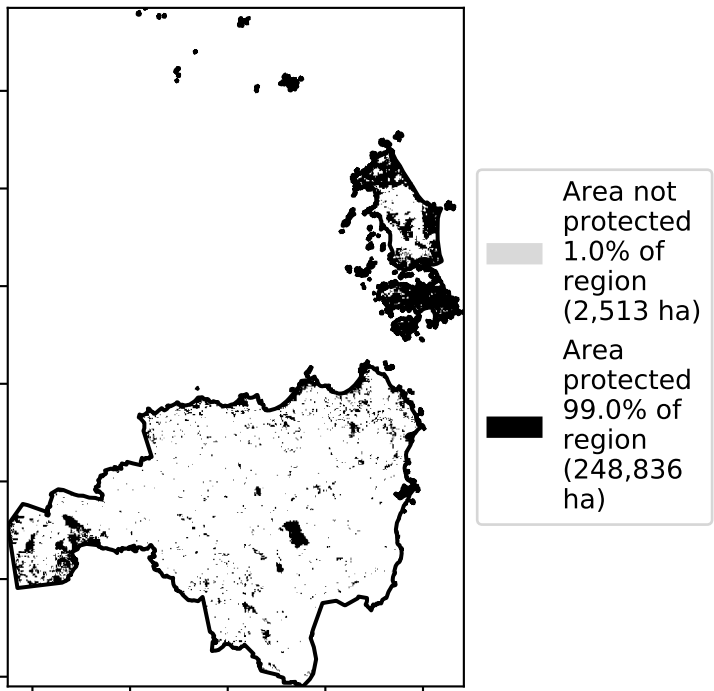 Area not
protected
1.0% of
region
(2,513 ha)
Area
protected
99.0% of
region
(248,836
ha)